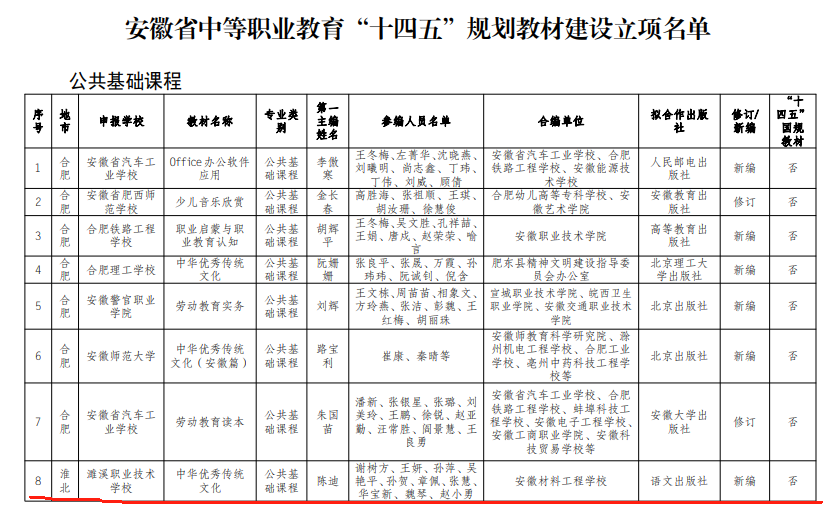 安徽省中等职业教育“十四五”规划教材建设立项名单
公共基础课程
序号 地市 申报学校 教材名称 专业类别 第一主编姓名 参编人员名单 合编单位 拟合作出版社 修订/新编 “十四五”国规教材
1 合肥 安徽省汽车工业学校 Office办公软件应用 公共基础课程 李傲寒 王冬梅、左菁华、沈晓燕、刘曦明、尚志鑫、丁玮、丁伟、刘威、顾倩 安徽省汽车工业学校、合肥铁路工程学校、安徽能源技术学校 人民邮电出版社 新编 否
2 合肥 安徽省肥西师范学校 少儿音乐欣赏 公共基础课程 金长春 高胜海、张祖顺、王琪、胡汝珊、徐慧俊 合肥幼儿高等专科学校、安徽艺术学院 安徽教育出版社 修订 否
3 合肥 合肥铁路工程学校 职业启蒙与职业教育认知 公共基础课程 胡辉平 王冬梅、吴文胜、孔祥喆、王娟、唐成、赵荣荣、喻言 安徽职业技术学院 高等教育出版社 新编 否
4 合肥 合肥理工学校 中华优秀传统文化 公共基础课程 阮姗姗 张良平、张晟、万霞、孙玮玮、阮诚钊、倪含 肥东县精神文明建设指导委员会办公室 北京理工大学出版社 新编 否
5 合肥 安徽警官职业学院 劳动教育实务 公共基础课程 刘辉 王文栋、周苗苗、相象文、方玲燕、张洁、彭魏、王红梅、胡丽珠 宣城职业技术学院、皖西卫生职业学院、安徽交通职业技术学院 北京出版社 新编 否
6 合肥 安徽师范大学 中华优秀传统文化（安徽篇） 公共基础课程 路宝利 崔康、秦晴等 安徽师教育科学研究院、滁州机电工程学校、合肥工业学校、亳州中药科技工程学校等 北京出版社 新编 否
7 合肥 安徽省汽车工业学校 劳动教育读本 公共基础课程 朱国苗 潘新、张银星、张璐、刘美玲、王鹏、徐锐、赵亚勤、汪常胜、阎景慧、王良勇 安徽省汽车工业学校、合肥铁路工程学校、蚌埠科技工程学校、安徽电子工程学校、安徽工商职业学院、安徽科技贸易学校等 安徽大学出版社 修订 否
8 淮北 濉溪职业技术学校 中华优秀传统文化 公共基础课程 陈迪 谢树方、王妍、孙萍、吴艳平、孙贺、章佩、张慧、华宝新、魏琴、赵小勇 安徽材料工程学校 语文出版社 新编 否